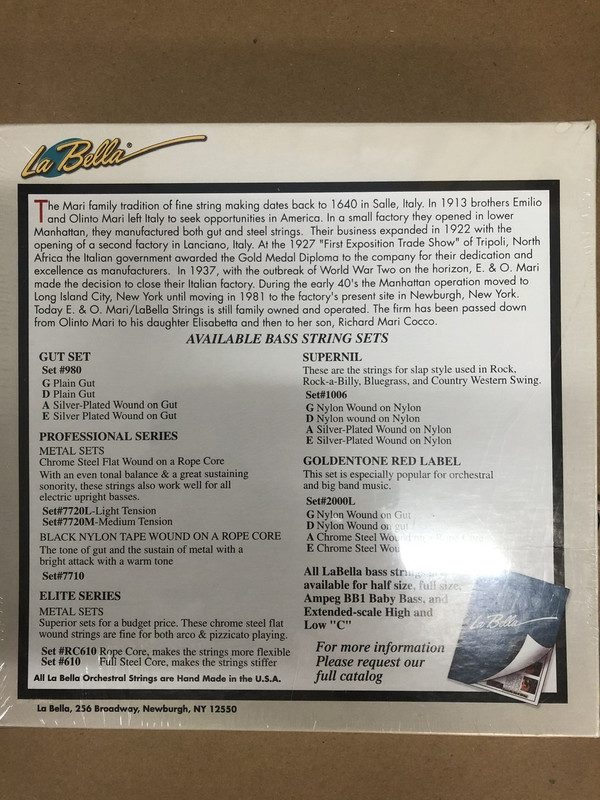 La Bella®
The Mari family tradition of fine string making dates back to 1640 in Salle, Italy. In 1913 brothers Emilio
and Olinto Mari left Italy to seek opportunities in America. In a small factory they opened in lower
Manhattan, they manufactured both gut and steel strings. Their business expanded in 1922 with the
opening of a second factory in Lanciano, Italy. At the 1927 "First Exposition Trade Show" of Tripoli, North
Africa the Italian government awarded the Gold Medal Diploma to the company for their dedication and
excellence as manufacturers. In 1937, with the outbreak of World War Two on the horizon, E. & O. Mari
made the decision to close their Italian factory. During the early 40's the Manhattan operation moved to
Long Island City, New York until moving in 1981 to the factory's present site in Newburgh, New York.
Today E. & O. Mari/LaBella Strings is still family owned and operated. The firm has been passed down
from Olinto Mari to his daughter Elisabetta and then to her son, Richard Mari Cocco.
AVAILABLE BASS STRING SETS
GUT SET
Set #980
G Plain Gut
D Plain Gut
A Silver-Plated Wound on Gut
E Silver Plated Wound on Gut
PROFESSIONAL SERIES
METAL SETS
Chrome Steel Flat Wound on a Rope Core
With an even tonal balance & a great sustaining
sonority, these strings also work well for all
electric upright basses.
Set#7720L-Light Tension
Set#7720M-Medium Tension
BLACK NYLON TAPE WOUND ON A ROPE CORE
The tone of gut and the sustain of metal with a
bright attack with a warm tone
Set#7710
ELITE SERIES
METAL SETS
Superior sets for a budget price. These chrome steel flat
wound strings are fine for both arco & pizzicato playing.
Set #RC610 Rope Core, makes the strings more flexible
Set #610 Full Steel Core, makes the strings stiffer
All La Bella Orchestral Strings are Hand Made in the U.S.A.
SUPERNIL
These are the strings for slap style used in Rock,
Rock-a-Billy, Bluegrass, and Country Western Swing.
Set#1006
G Nylon Wound on Nylon
D Nylon wound on Nylon
A Silver-Plated Wound on Nylon
E Silver-Plated Wound on Nylon
GOLDENTONE RED LABEL
This set is especially popular for orchestral
and big band music.
Set#2000L
G Nylon Wound on Gut
D Nylon Wound on gut
A Chrome Steel Wound on
E Chrome Steel
All LaBella bass
available for half size, full size,
Ampeg BB1 Baby Bass, and
Extended-scale High and
Low "C"
For more information
Please request our
full catalog
La Bella
La Bella, 256 Broadway, Newburgh, NY 12550